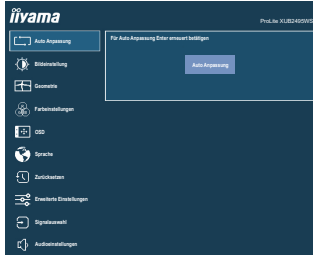 iiyama
ProLite XUB2495WS
Auto Anpassung
Für Auto Anpassung Enter erneuert betätigen
Auto Anpassung
Bildeinstellung
Geometrie
Farbeinstellungen
OSD
Sprache
Zurücksetzen
Erweiterte Einstellungen
Signalauswahl
Audioeinstellungen